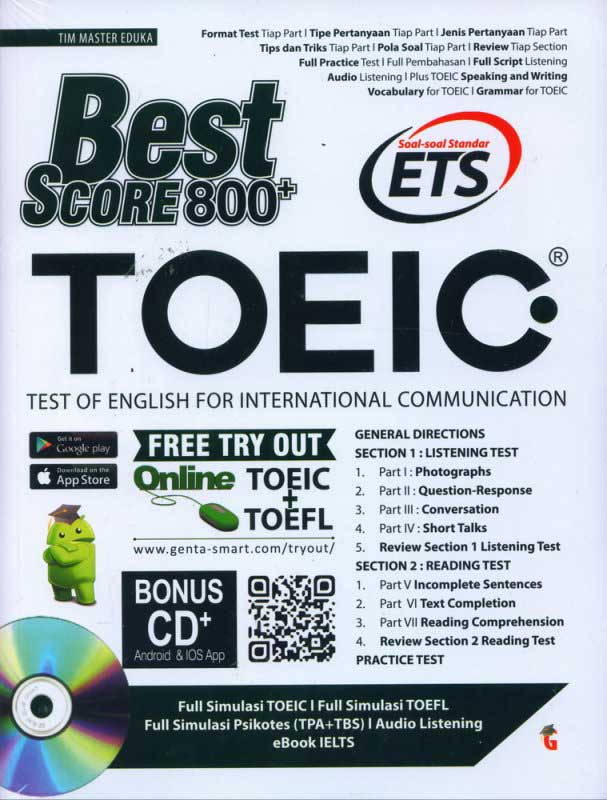 TIM MASTER EDUKA
Format Test Tiap Part | Tipe Pertanyaan Tiap Part | Jenis Pertanyaan Tiap Part
Tips dan Triks Tiap Part | Pola Soal Tiap Part | Review Tiap Section
Full Practice Test | Full Pembahasan | Full Script Listening
Audio Listening | Plus TOEIC Speaking and Writing
Vocabulary for TOEIC | Grammar for TOEIC
Best
SCORE 800+
Soal-soal Standar
ETS
TOEIC®
TEST OF ENGLISH FOR INTERNATIONAL COMMUNICATION
Get it on
Google play
Download on the
App Store
FREE TRY OUT
Online TOEIC
+
TOEFL
www.genta-smart.com/tryout/
BONUS
CD+
Android & IOS App
GENERAL DIRECTIONS
SECTION 1 : LISTENING TEST
1. Part I : Photographs
2. Part II : Question-Response
3. Part III : Conversation
4. Part IV : Short Talks
5. Review Section 1 Listening Test
SECTION 2 : READING TEST
1. Part V Incomplete Sentences
2. Part VI Text Completion
3. Part VII Reading Comprehension
4. Review Section 2 Reading Test
PRACTICE TEST
Full Simulasi TOEIC | Full Simulasi TOEFL
Full Simulasi Psikotes (TPA+TBS) | Audio Listening
eBook IELTS
G